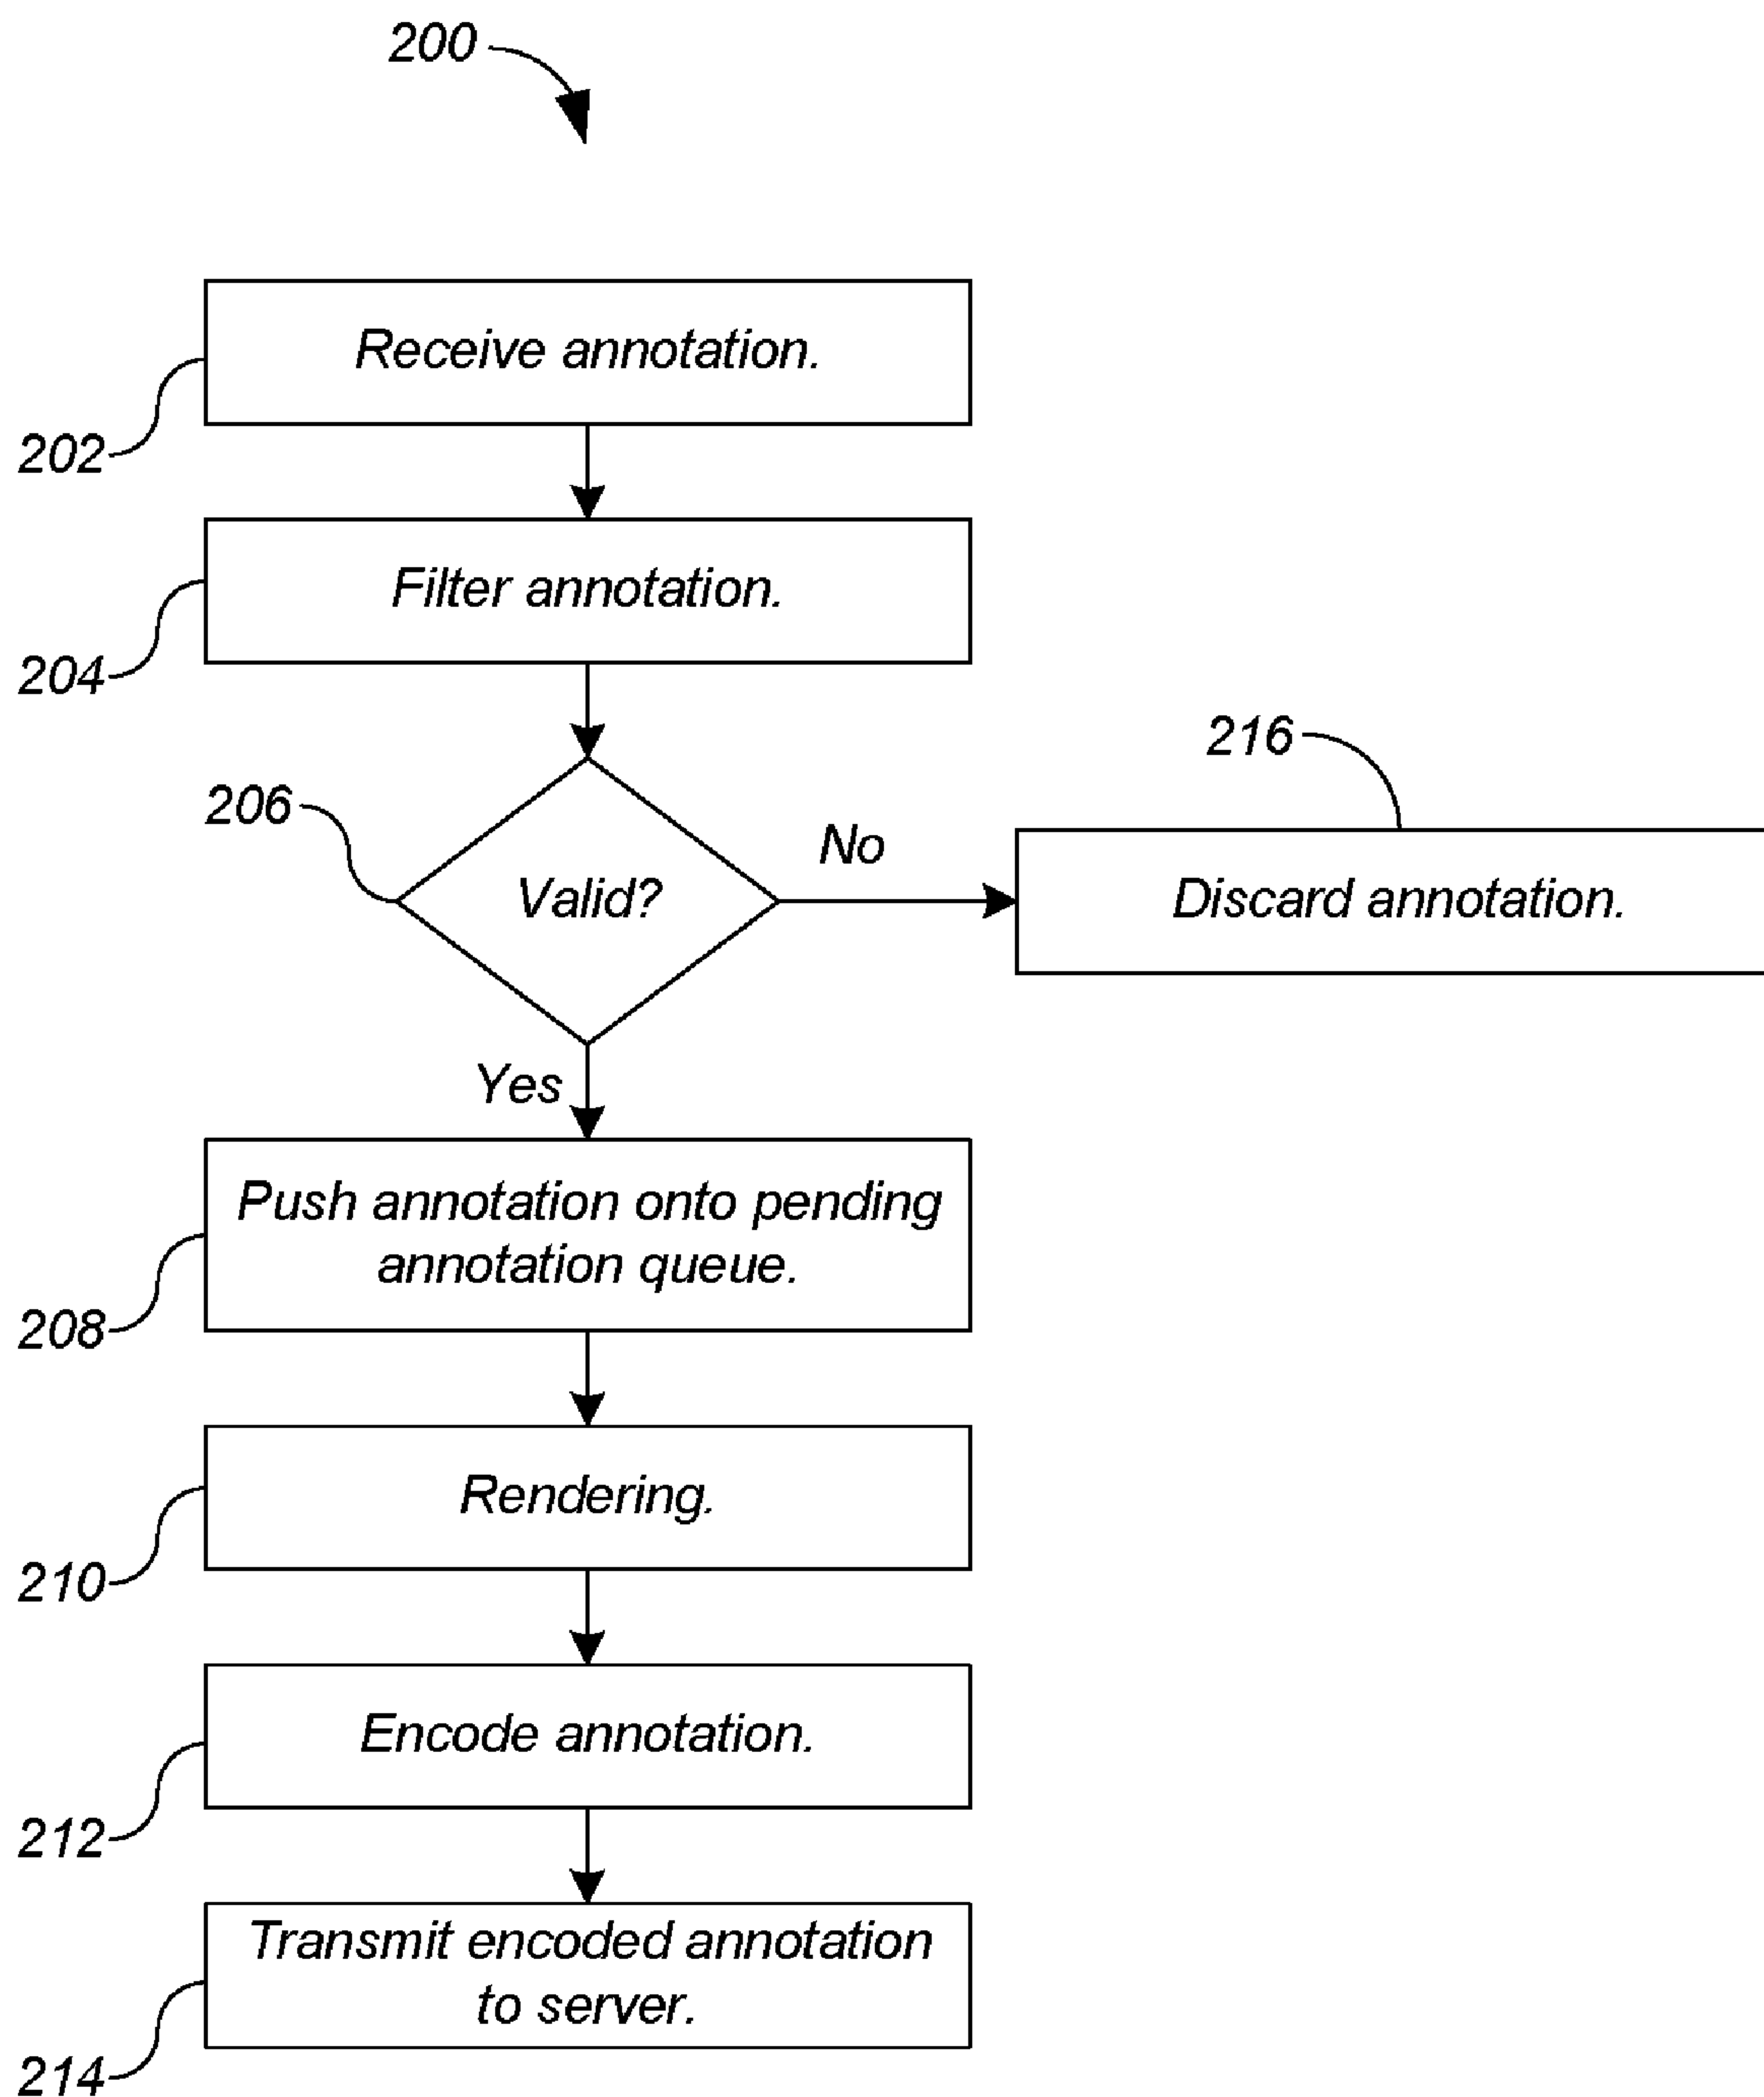 200
Receive annotation.
202
Filter annotation.
204
216
206
No
Valid?
Discard annotation.
Yes
Push annotation onto pending
annotation queue.
208
Rendering.
210
Encode annotation.
212
Transmit encoded annotation
to server.
214